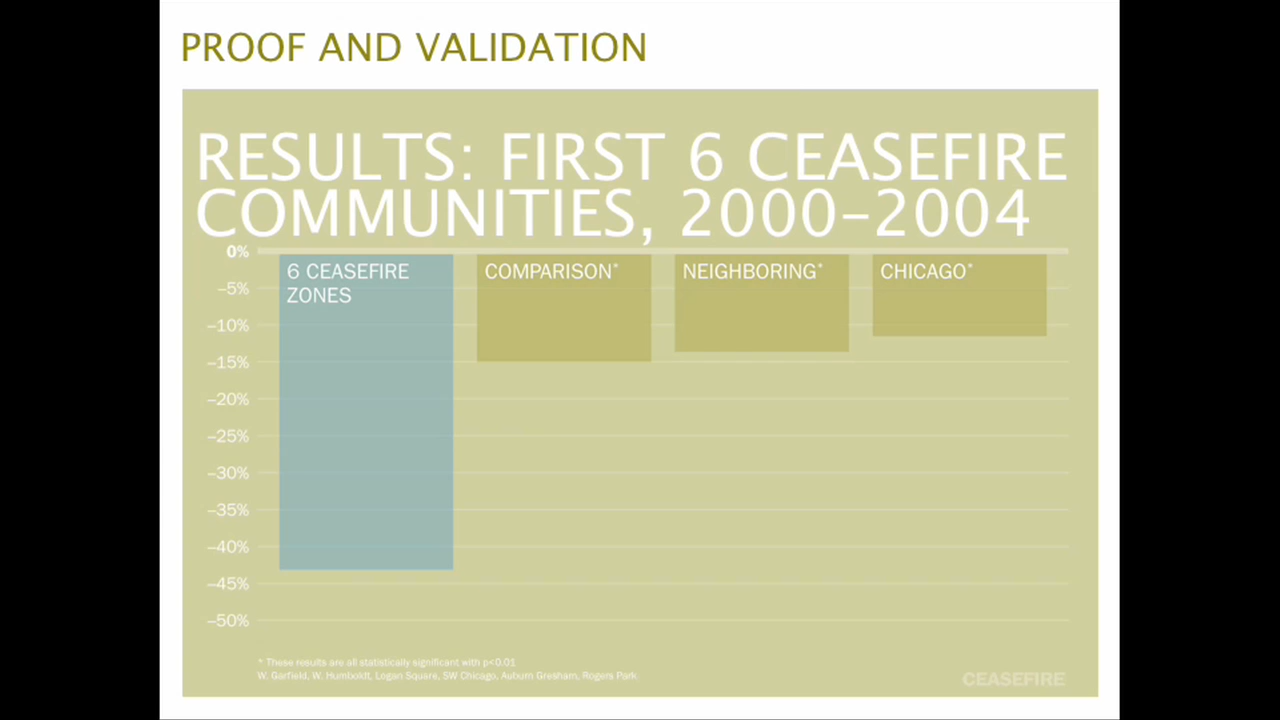 PROOF AND VALIDATION
RESULTS: FIRST 6 CEASEFIRE
COMMUNITIES, 2000–2004
0%
6 CEASEFIRE
ZONES
COMPARISON*
NEIGHBORING*
CHICAGO*
–5%
–10%
–15%
–20%
–25%
–30%
–35%
–40%
–45%
–50%
* These results are all statistically significant with p<0.01
W. Garfield, W. Humboldt, Logan Square, SW Chicago, Auburn Gresham, Rogers Park
CEASEFIRE